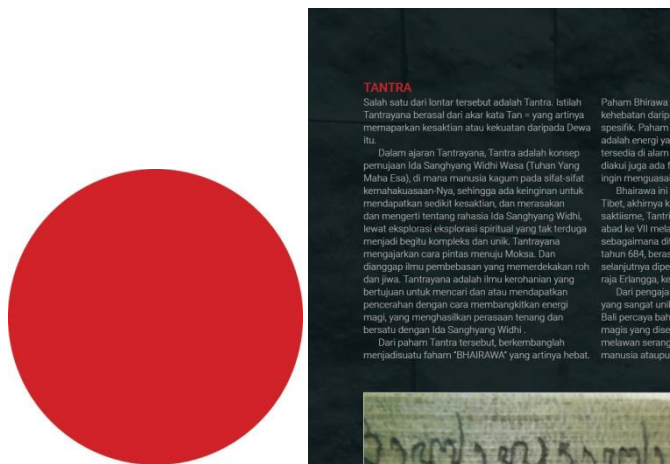 TANTRA
Salah satu dari lontar tersebut adalah Tantra. Istilah
Tantrayana berasal dari akar kata Tan = yang artinya
memaparkan kesaktian atau kekuatan daripada Dewa
itu.
Dalam ajaran Tantrayana, Tantra adalah konsep
pemujaan Ida Sanghyang Widhi Wasa (Tuhan Yang
Maha Esa), di mana manusia kagum pada sifat-sifat
kemahakuasaan-Nya, sehingga ada keinginan untuk
mendapatkan sedikit kesaktian, dan merasakan
dan mengerti tentang rahasia Ida Sanghyang Widhi,
lewat eksplorasi eksplorasi spiritual yang tak terduga
menjadi begitu kompleks dan unik. Tantrayana
mengajarkan cara pintas menuju Moksa. Dan
dianggap ilmu pembebasan yang memerdekakan roh
dan jiwa. Tantrayana adalah ilmu kerohanian yang
bertujuan untuk mencari dan atau mendapatkan
pencerahan dengan cara membangkitkan energi
magi, yang menghasilkan perasaan tenang dan
bersatu dengan Ida Sanghyang Widhi .
Dari paham Tantra tersebut, berkembanglah
menjadisuatu faham "BHAIRAWA" yang artinya hebat.
Paham Bhirawa
kehebatan darip
spesifik. Paham
adalah energi ya
tersedia di alam
diakui juga ada
ingin menguasa
Bhairawa ini
Tibet, akhirnya k
saktiisme, Tantri
abad ke VII mela
sebagaimana di
tahun 684, beras
selanjutnya dipe
raja Erlangga, ke
Dari pengaja
yang sangat uni
Bali percaya bah
magis yang dise
melawan serang
manusia ataupu